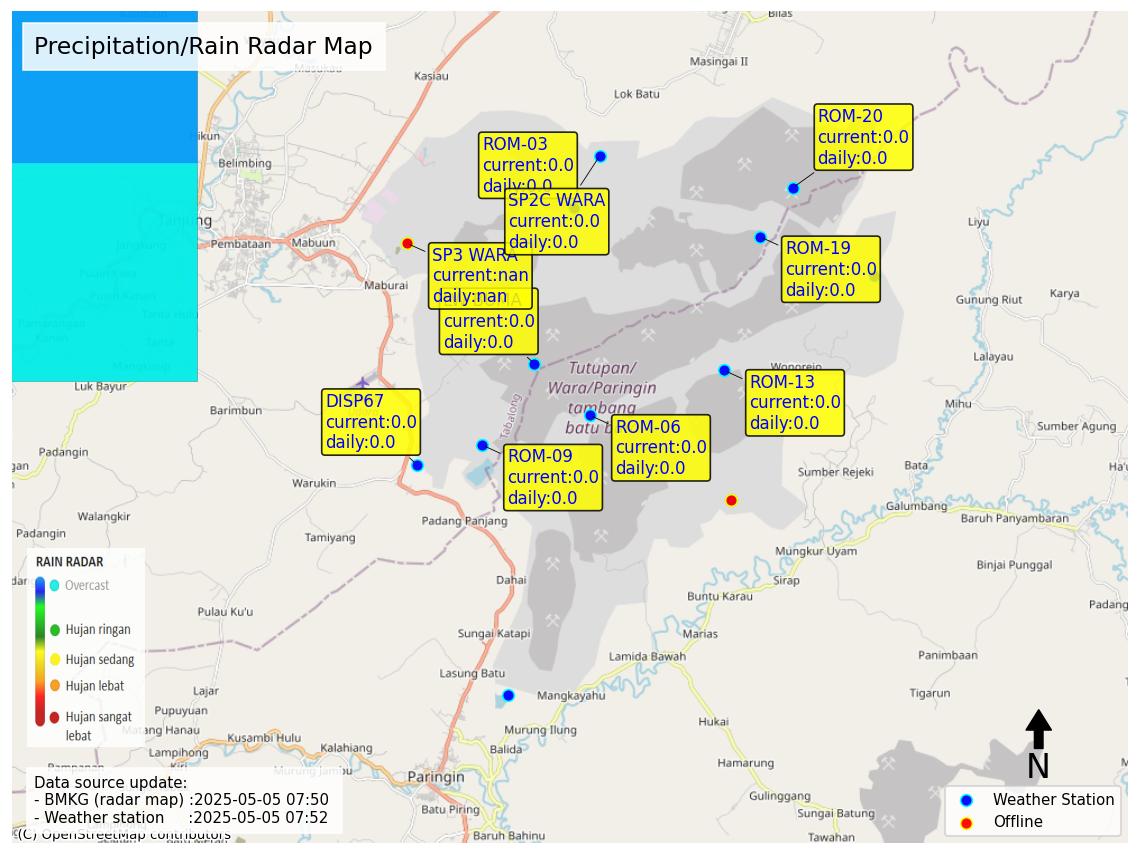 Precipitation/Rain Radar Map
Bilas
Masingai II
Kasiau
Lok Batu
Hikun
Belimbing
Tanjung
Jangkung
Pembataan
Mabuun
Maburai
Mangkusip
Luk Bayur
Barimbun
Liyu
Gunung Riut
Karya
Lalayau
Mihu
Sumber Agung
Wonorejo
Bata
Sumber Rejeki
Galumbang
Baruh Panyambaran
Mungkur Uyam
Binjai Punggal
Sirap
Buntu Karau
Marias
Lamida Bawah
Panimbaan
Tigarun
Hukai
Hamarung
Gulinggang
Sungai Batung
Tawahan
Padangin
Warukin
Walangkir
Padangin
Tamiyang
Padang Panjang
Dahai
Pulau Ku'u
Sungai Katapi
Lasung Batu
Mangkayahu
Murung Ilung
Balida
Lajar
Pupuyuan
Matang Hanau
Lampihong
Kusambi Hulu
Kalahiang
Murung Jambu
Paringin
Batu Piring
Baruh Bahinu
Tabalong
Tutupan/
Wara/Paringin
tambang
batu b
ROM-03
current:0.0
daily:0.0
SP2C WARA
current:0.0
daily:0.0
ROM-20
current:0.0
daily:0.0
ROM-19
current:0.0
daily:0.0
SP3 WARA
current:nan
daily:nan
current:0.0
daily:0.0
ROM-13
current:0.0
daily:0.0
DISP67
current:0.0
daily:0.0
ROM-06
current:0.0
daily:0.0
ROM-09
current:0.0
daily:0.0
RAIN RADAR
Overcast
Hujan ringan
Hujan sedang
Hujan lebat
Hujan sangat
lebat
Data source update:
- BMKG (radar map) :2025-05-05 07:50
- Weather station :2025-05-05 07:52
(C) OpenStreetMap contributors
N
Weather Station
Offline